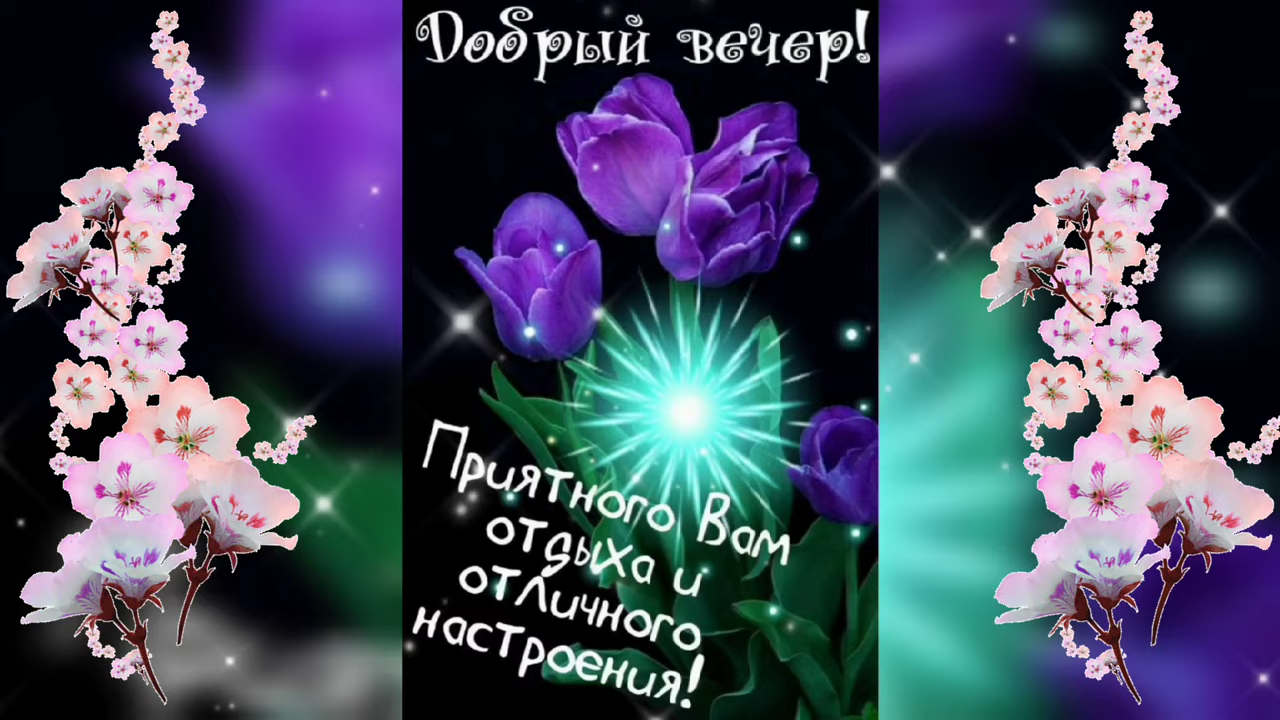 Добрый вечер!
Приятного Вам
отдыха и
отличного
настроения!